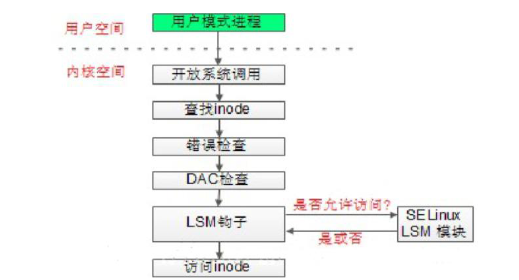 用户空间
用户模式进程
内核空间
开放系统调用
查找inode
错误检查
DAC检查
是否允许访问?
LSM钩子
SELinux
LSM 模块
是或否
访问inode